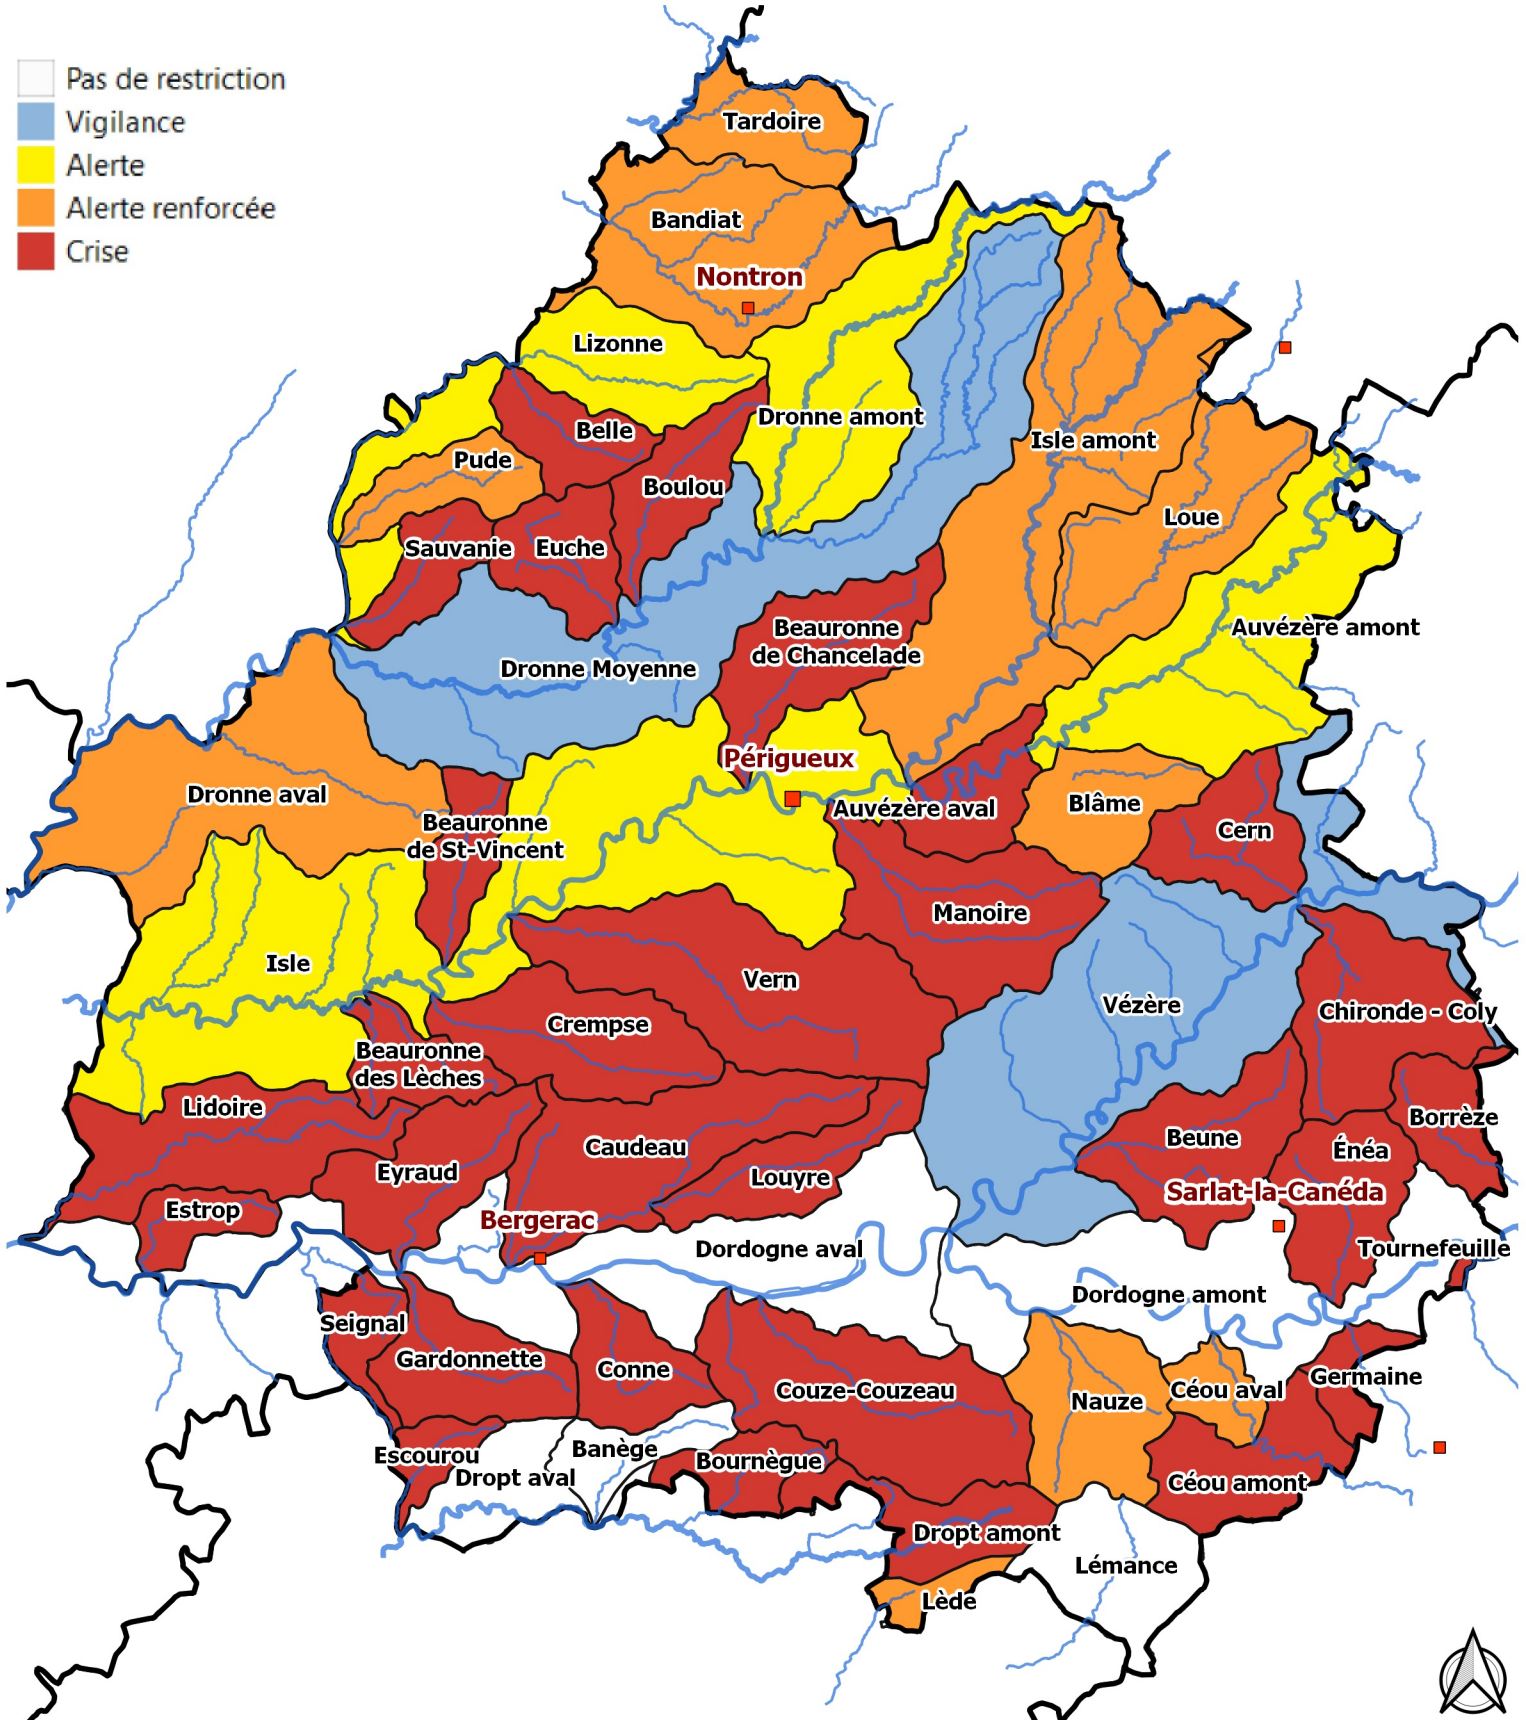 Pas de restriction
Vigilance
Alerte
Alerte renforcée
Crise
Tardoire
Bandiat
Nontron
Lizonne
Dronne amont
Belle
Isle amont
Pude
Boulou
Loue
Sauvanie
Euche
Beauronne
de Chancelade
Auvézère amont
Dronne Moyenne
Périgueux
Dronne aval
Auvézère aval
Blâme
Beauronne
de St-Vincent
Cern
Manoire
Isle
Vern
Vézère
Chironde - Coly
Crempse
Beauronne
des Lèches
Lidoire
Borrèze
Beune
Caudeau
Énéa
Eyraud
Louyre
Sarlat-la-Canéda
Estrop
Bergerac
Dordogne aval
Tournefeuille
Dordogne amont
Seignal
Gardonnette
Conne
Germaine
Couze-Couzeau
Céou aval
Nauze
Banège
Escourou
Bournègue
Dropt aval
Céou amont
Dropt amont
Lémance
Lède